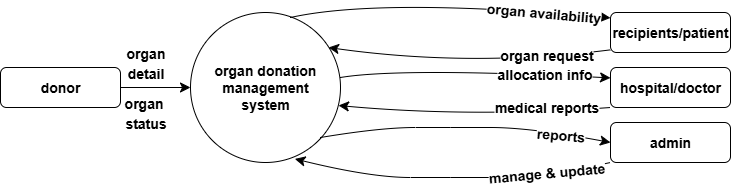 organ availability
recipients/patient
organ request
organ
detail
organ donation
management
system
allocation info
hospital/doctor
donor
organ
status
medical reports
reports
admin
manage & update